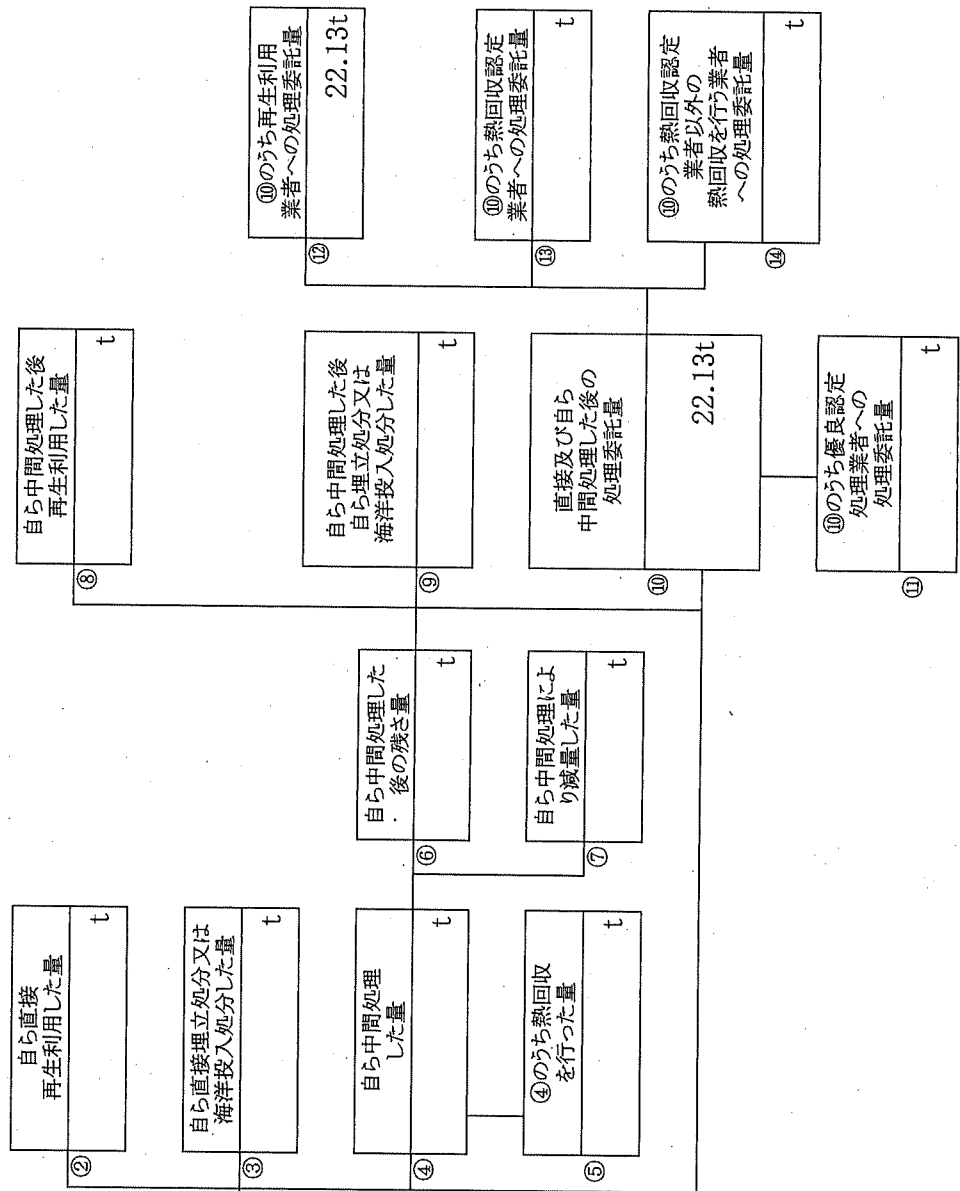 ②
自ら直接
再生利用した量
t
③
自ら直接埋立処分又は
海洋投入処分した量
t
④
自ら中間処理
した量
t
⑤
④のうち熱回収
を行った量
t
⑥
自ら中間処理した
後の残さ量
t
⑦
自ら中間処理によ
り減量した量
t
⑧
自ら中間処理した後
再生利用した量
t
⑨
自ら中間処理した後
自ら埋立処分又は
海洋投入処分した量
t
⑩
直接及び自ら
中間処理した後の
処理委託量
22.13t
⑪
⑩のうち優良認定
処理業者への
処理委託量
t
⑫
⑩のうち再生利用
業者への処理委託量
22.13t
⑬
⑩のうち熱回収認定
業者への処理委託量
t
⑭
⑩のうち熱回収認定
業者以外の
熱回収を行う業者
への処理委託量
t